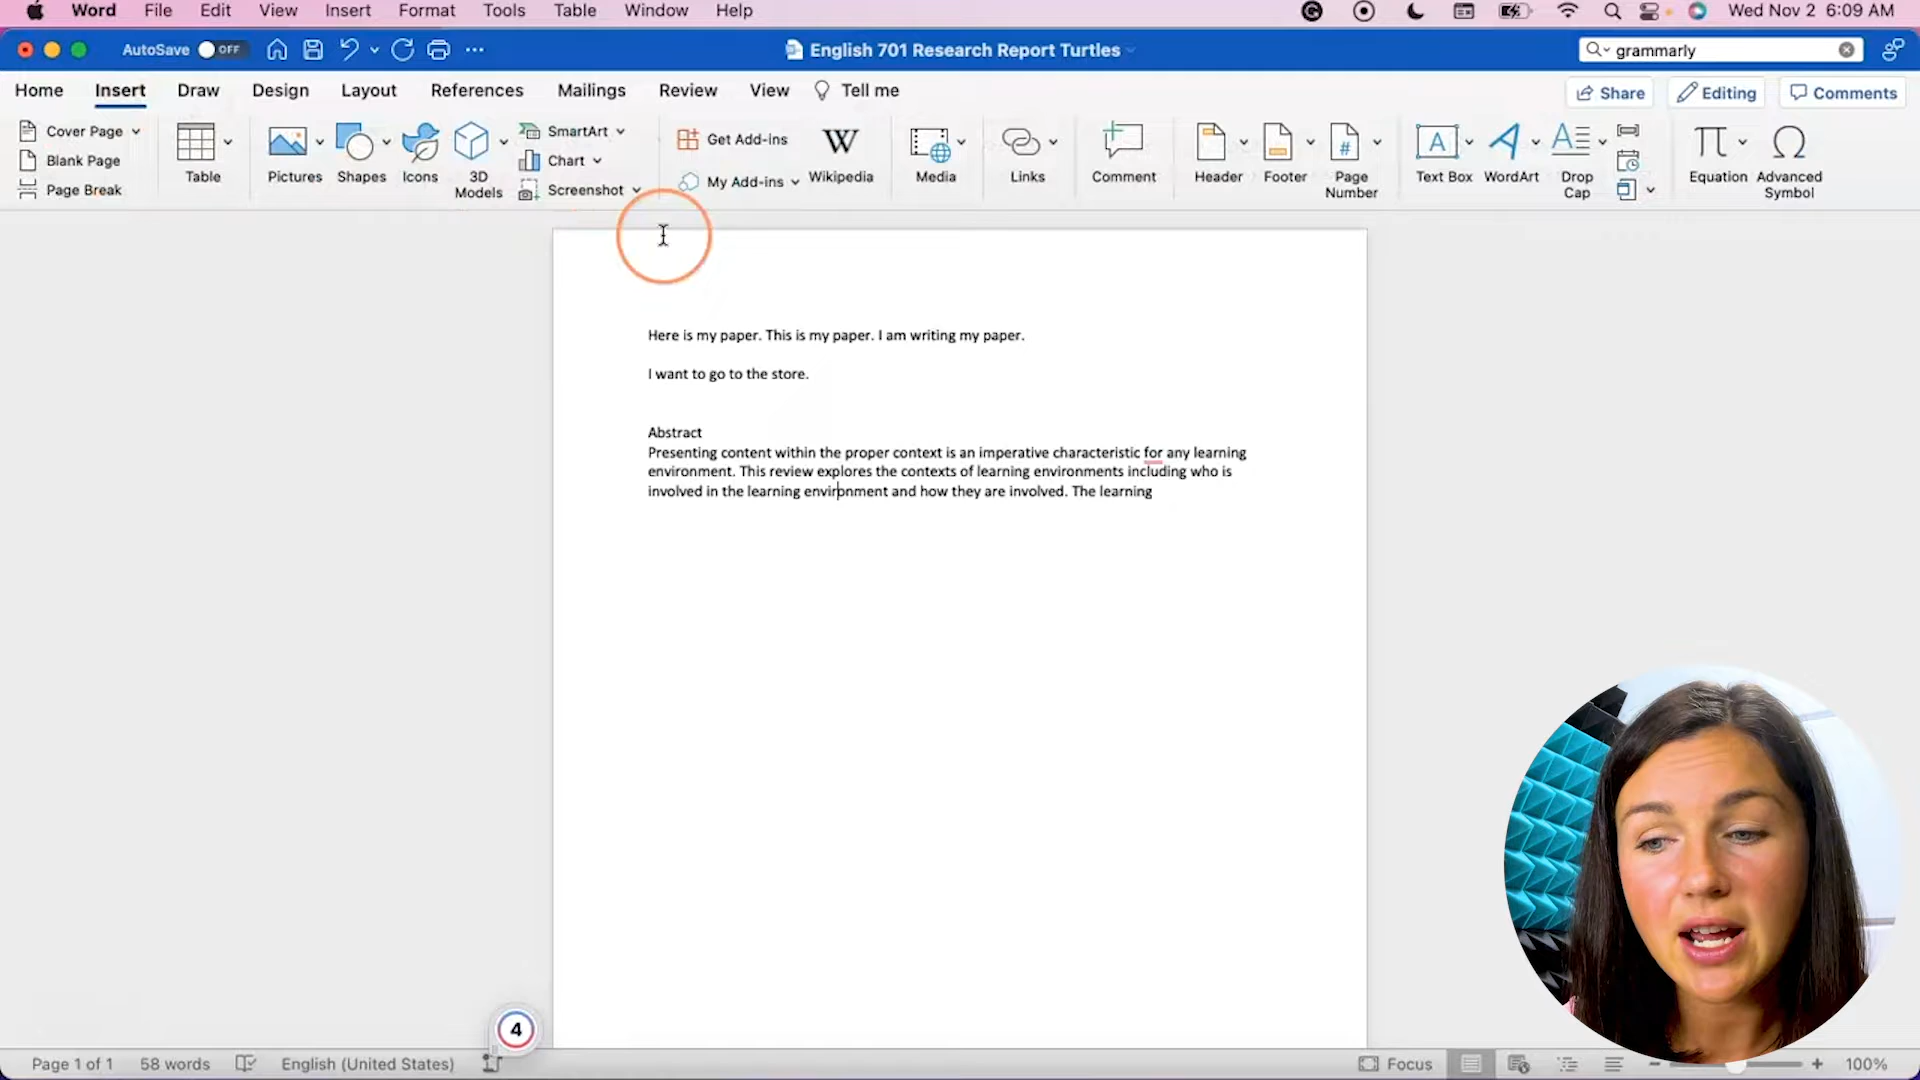 Word File Edit View Insert Format Tools Table Window Help Wed Nov 2 6:09 AM
AutoSave OFF English 701 Research Report Turtles grammarly
Home Insert Draw Design Layout References Mailings Review View Tell me Share Editing Comments
Cover Page
Blank Page
Page Break
Table
Pictures
Shapes
Icons
3D Models
SmartArt
Chart
Screenshot
Get Add-ins
My Add-ins
W
Wikipedia
Media
Links
Comment
Header
Footer
#
Page Number
A
Text Box
WordArt
Drop Cap
π
Equation
Ω
Advanced Symbol
Here is my paper. This is my paper. I am writing my paper.
I want to go to the store.
Abstract
Presenting content within the proper context is an imperative characteristic for any learning
environment. This review explores the contexts of learning environments including who is
involved in the learning environment and how they are involved. The learning
4
Page 1 of 1 58 words English (United States) Focus 100%